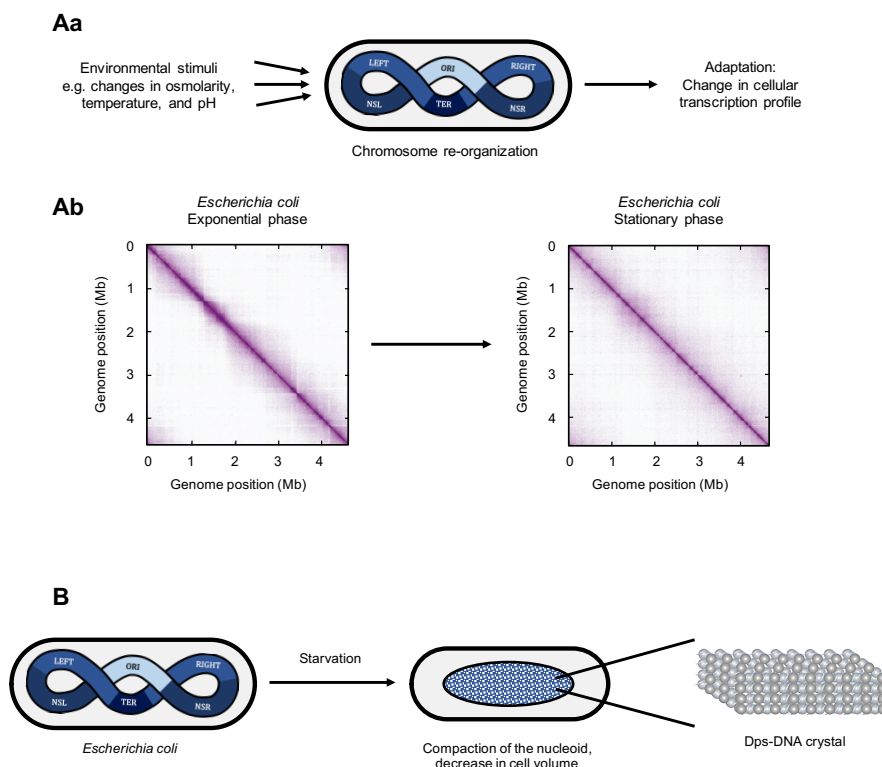 Aa
Environmental stimuli
e.g. changes in osmolarity,
temperature, and pH
LEFT
ORI
RIGHT
NSL
TER
NSR
Chromosome re-organization
Adaptation:
Change in cellular
transcription profile
Ab
Escherichia coli
Exponential phase
Genome position (Mb)
0
1
2
3
4
0 1 2 3 4
Genome position (Mb)
Escherichia coli
Stationary phase
Genome position (Mb)
0
1
2
3
4
0 1 2 3 4
Genome position (Mb)
B
LEFT
ORI
RIGHT
NSL
TER
NSR
Escherichia coli
Starvation
Compaction of the nucleoid,
decrease in cell volume
Dps-DNA crystal